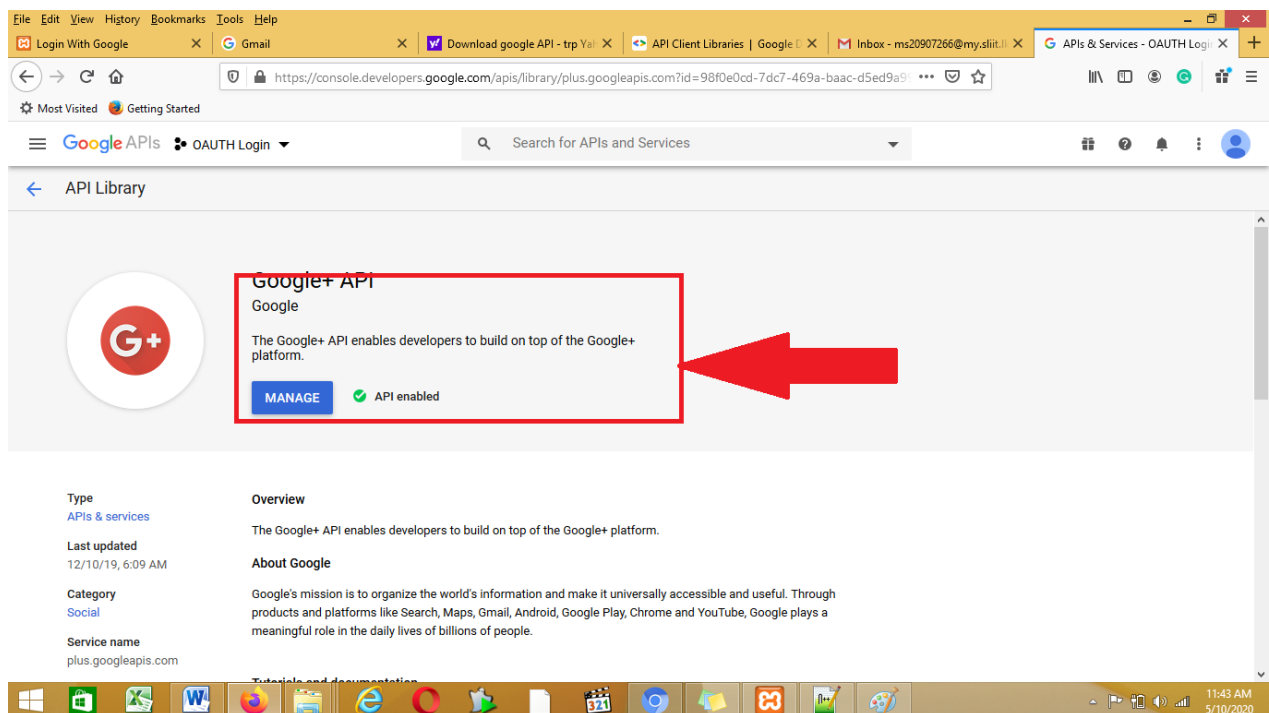 File Edit View History Bookmarks Tools Help
Login With Google
Gmail
Download google API - trp Yah
API Client Libraries | Google D
Inbox - ms20907266@my.sliit.l
APIs & Services - OAUTH Logi
https://console.developers.google.com/apis/library/plus.googleapis.com?id=98f0e0cd-7dc7-469a-baac-d5ed9a9
Most Visited Getting Started
Google APIs OAUTH Login
Search for APIs and Services
API Library
Google+ API
Google
The Google+ API enables developers to build on top of the Google+
platform.
MANAGE API enabled
G+
Type
APIs & services
Last updated
12/10/19, 6:09 AM
Category
Social
Service name
plus.googleapis.com
Overview
The Google+ API enables developers to build on top of the Google+ platform.
About Google
Google's mission is to organize the world's information and make it universally accessible and useful. Through
products and platforms like Search, Maps, Gmail, Android, Google Play, Chrome and YouTube, Google plays a
meaningful role in the daily lives of billions of people.
Tutorials and documentation
321
11:43 AM
5/10/2020